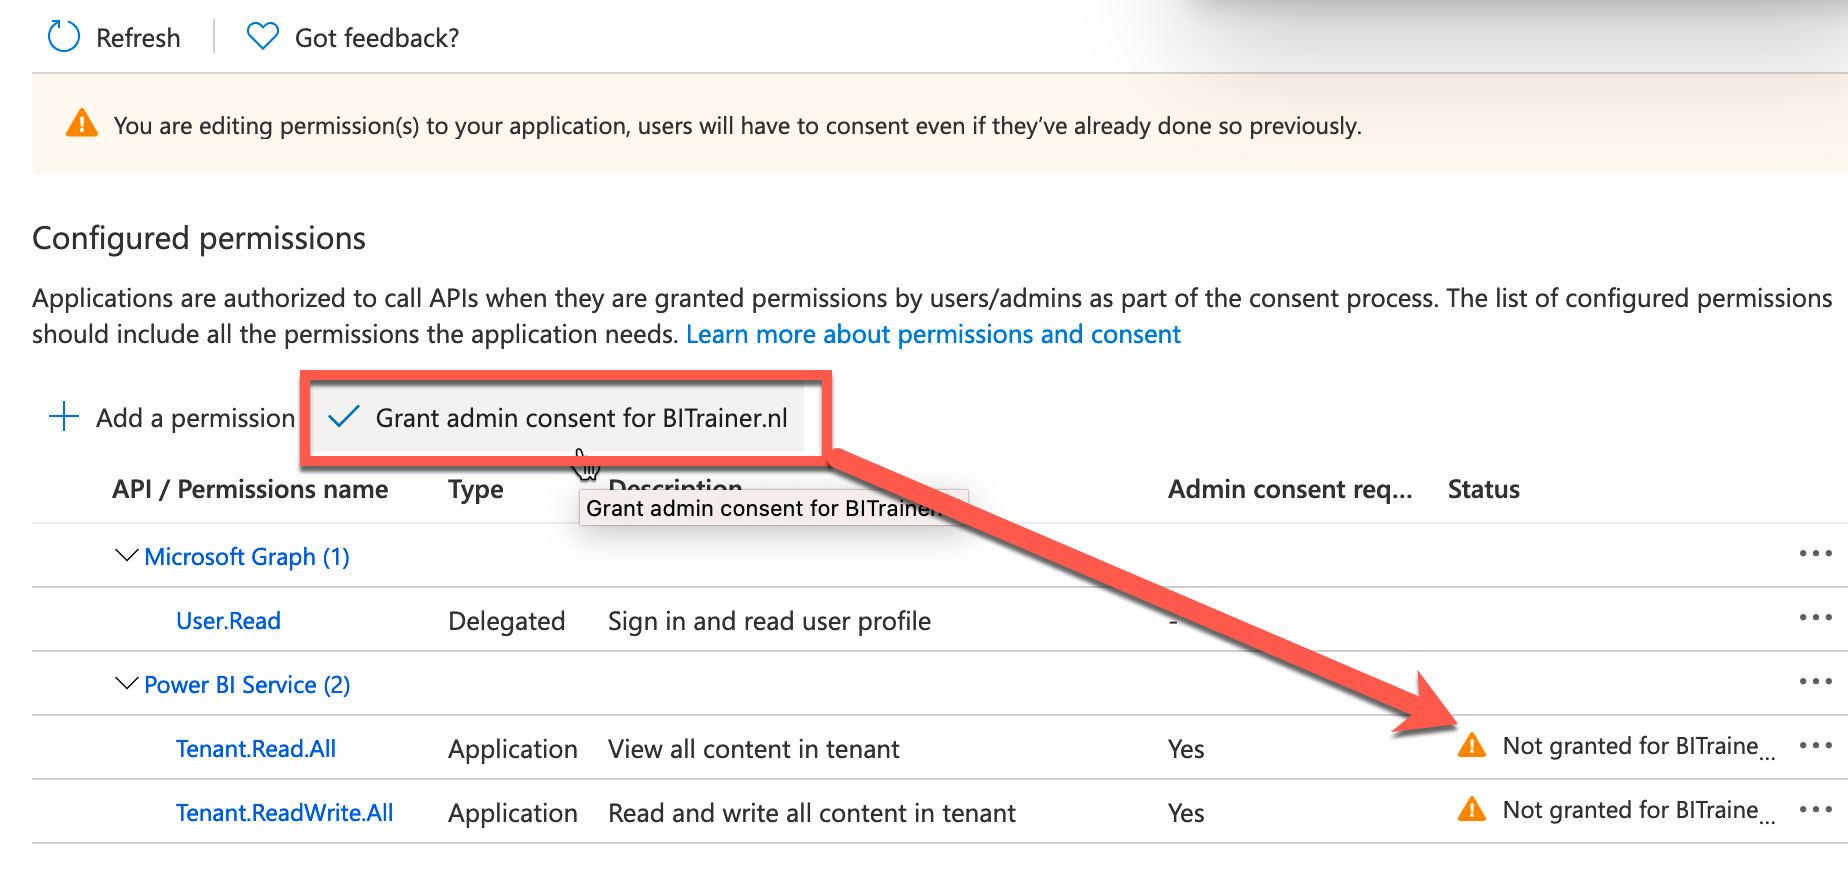 Refresh
Got feedback?
You are editing permission(s) to your application, users will have to consent even if they've already done so previously.
Configured permissions
Applications are authorized to call APIs when they are granted permissions by users/admins as part of the consent process. The list of configured permissions
should include all the permissions the application needs. Learn more about permissions and consent
Add a permission
Grant admin consent for BITrainer.nl
API / Permissions name
Type
Description
Admin consent req...
Status
Grant admin consent for BITrainer.
Microsoft Graph (1)
User.Read
Delegated
Sign in and read user profile
-
Power BI Service (2)
Tenant.Read.All
Application
View all content in tenant
Yes
Not granted for BITraine...
Tenant.ReadWrite.All
Application
Read and write all content in tenant
Yes
Not granted for BITraine...